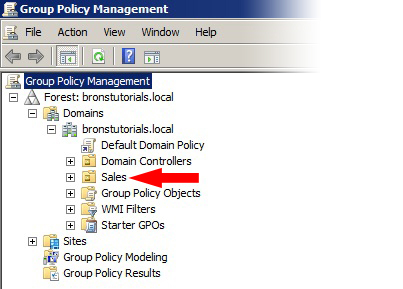 Group Policy Management
File Action View Window Help
Group Policy Management
Forest: bronstutorials.local
Domains
bronstutorials.local
Default Domain Policy
Domain Controllers
Sales
Group Policy Objects
WMI Filters
Starter GPOs
Sites
Group Policy Modeling
Group Policy Results